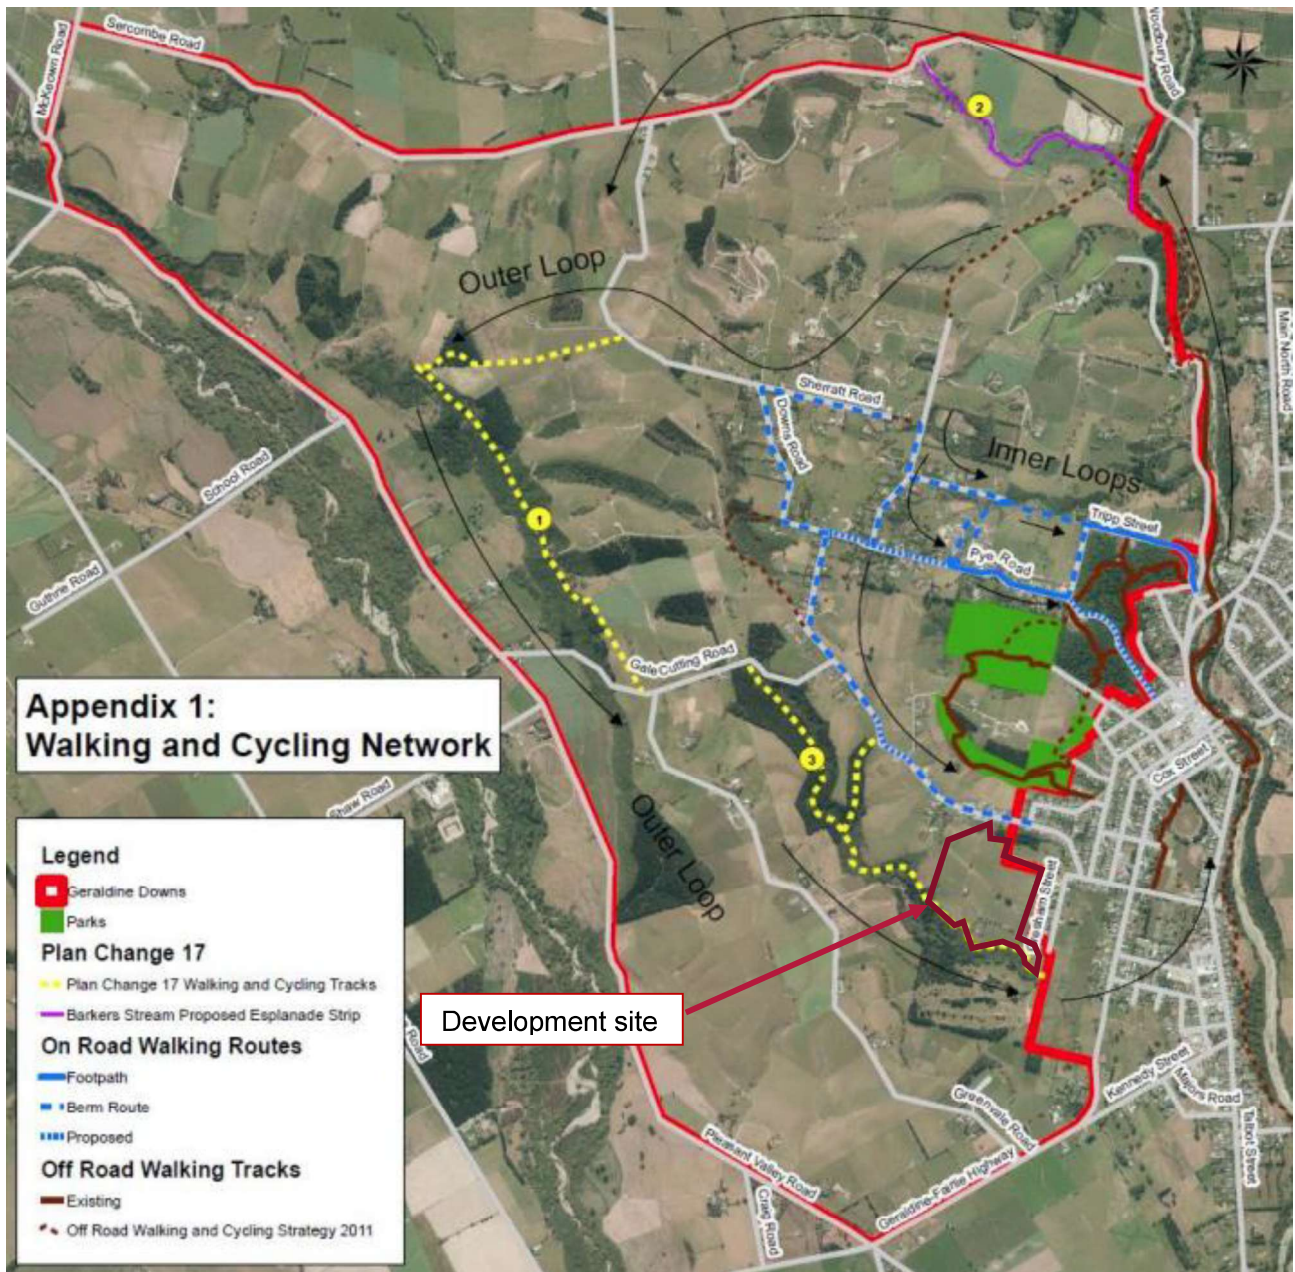 Sercombe Road
McKeown Road
Woodbury Road
2
Outer Loop
Main North Road
Sherratt Road
Downs Road
Inner Loops
School Road
1
Tripp Street
Pye Road
Guthrie Road
Gale Cutting Road
Appendix 1:
Walking and Cycling Network
3
Cox Street
Shaw Road
Outer Loop
Legend
Geraldine Downs
Parks
Plan Change 17
Plan Change 17 Walking and Cycling Tracks
Barkers Stream Proposed Esplanade Strip
On Road Walking Routes
Footpath
Berm Route
Proposed
Off Road Walking Tracks
Existing
Off Road Walking and Cycling Strategy 2011
Development site
Road
Street
Kennedy Street
Majors Road
Talbot Street
Greenvale Road
Pleasant Valley Road
Geraldine-Fairlie Highway
Craig Road